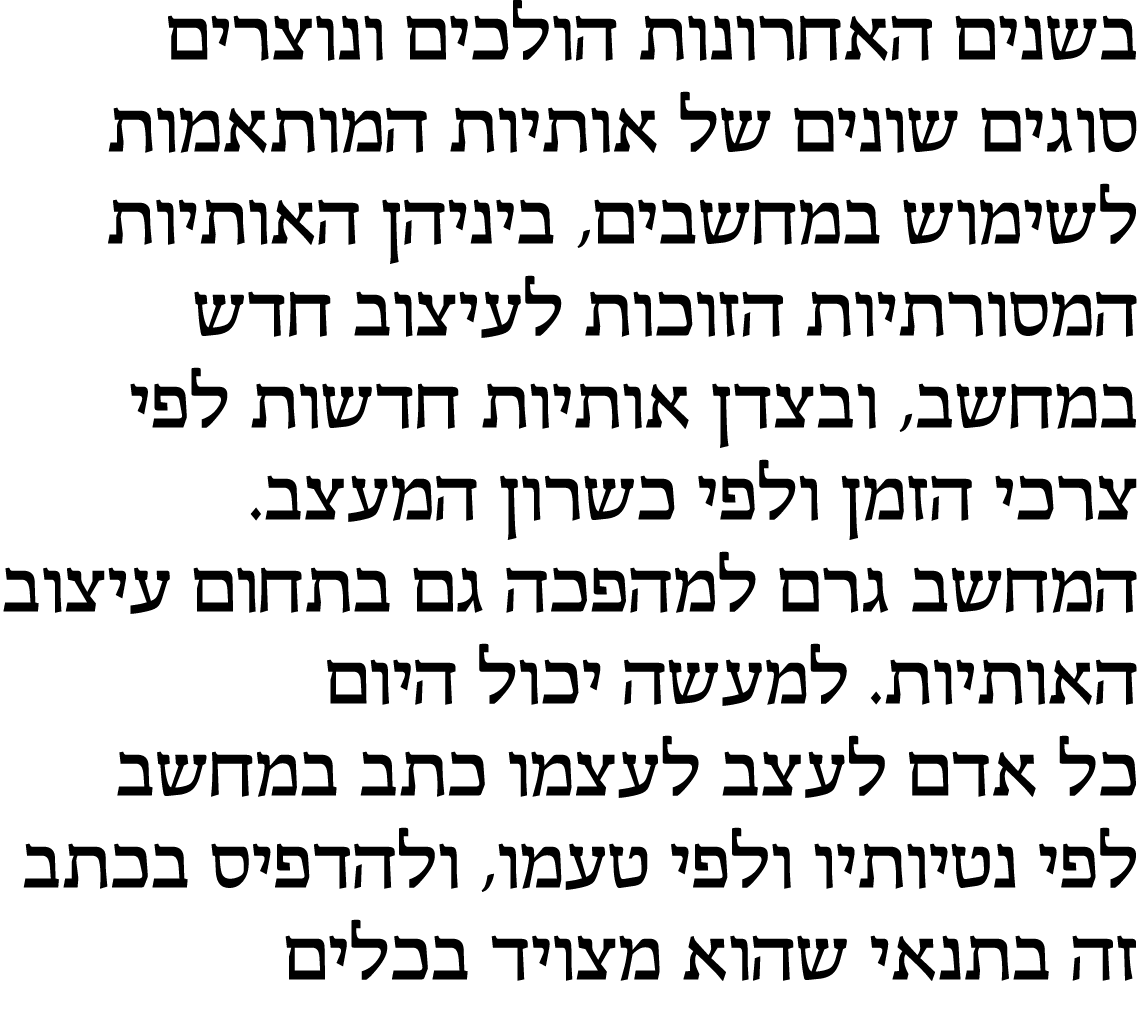 בשנים האחרונות הולכים ונוצרים
סוגים שונים של אותיות המותאמות
לשימוש במחשבים, ביניהן האותיות
המסורתיות הזוכות לעיצוב חדש
במחשב, ובצדן אותיות חדשות לפי
צרכי הזמן ולפי כשרון המעצב.
המחשב גרם למהפכה גם בתחום עיצוב
האותיות. למעשה יכול היום
כל אדם לעצב לעצמו כתב במחשב
לפי נטיותיו ולפי טעמו, ולהדפיס בכתב
זה בתנאי שהוא מצויד בכלים